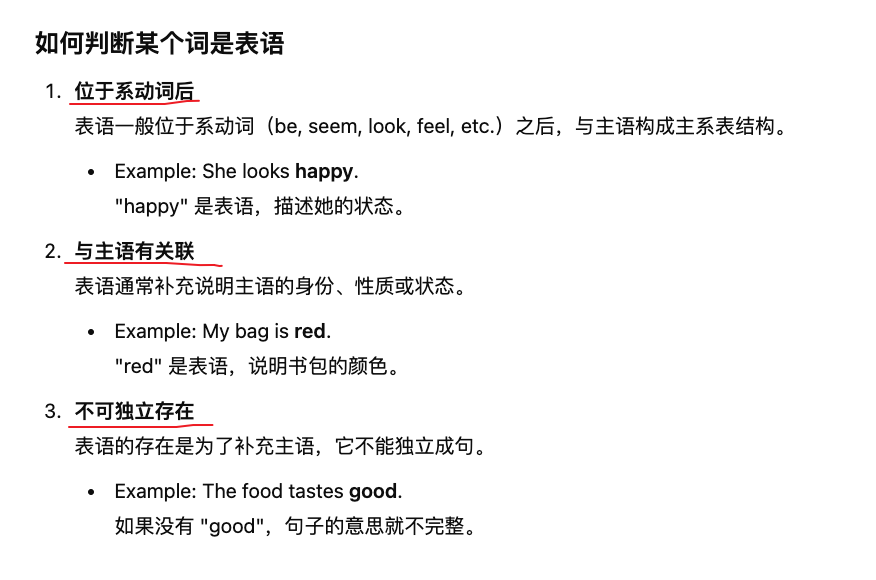 如何判断某个词是表语
1. 位于系动词后
表语一般位于系动词（be, seem, look, feel, etc.）之后，与主语构成主系表结构。
• Example: She looks happy.
"happy" 是表语，描述她的状态。
2. 与主语有关联
表语通常补充说明主语的身份、性质或状态。
• Example: My bag is red.
"red" 是表语，说明书包的颜色。
3. 不可独立存在
表语的存在是为了补充主语，它不能独立成句。
• Example: The food tastes good.
如果没有 "good"，句子的意思就不完整。